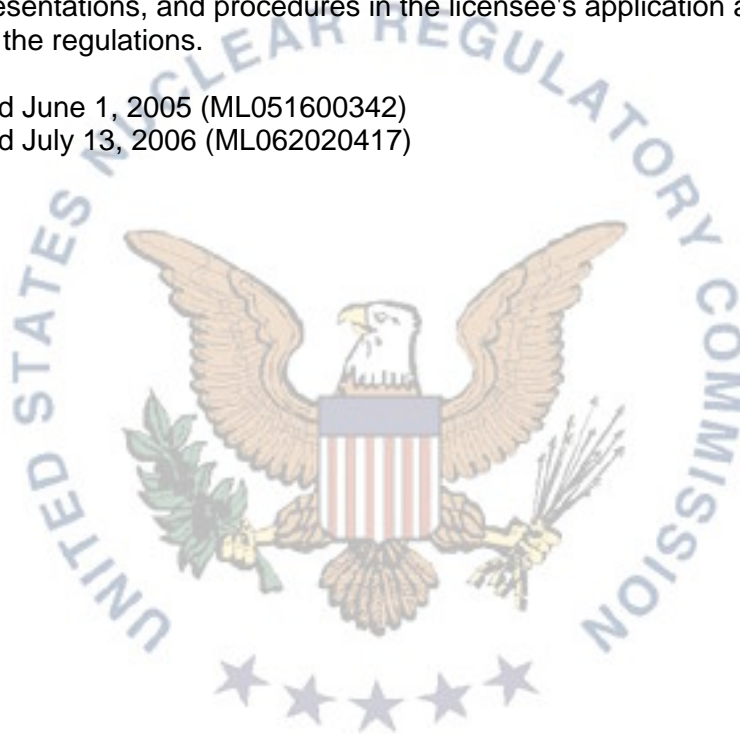 esentations, and procedures in the licensee's application a
the regulations.
d June 1, 2005 (ML051600342)
d July 13, 2006 (ML062020417)
UNITED STATES NUCLEAR REGULATORY COMMISSION